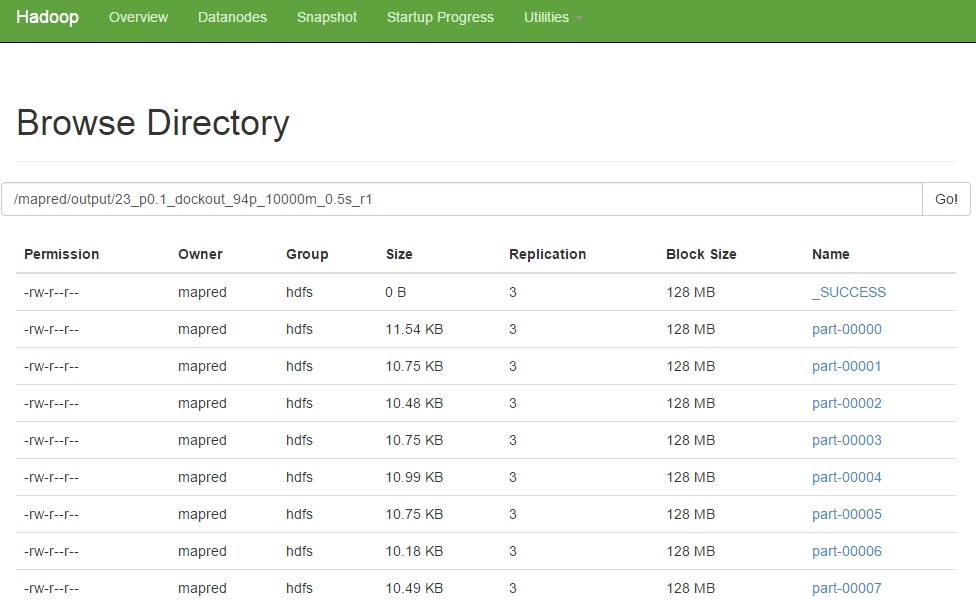 Hadoop Overview Datanodes Snapshot Startup Progress Utilities
Browse Directory
/mapred/output/23_p0.1_dockout_94p_10000m_0.5s_r1 Go!
Permission Owner Group Size Replication Block Size Name
-rw-r--r-- mapred hdfs 0 B 3 128 MB _SUCCESS
-rw-r--r-- mapred hdfs 11.54 KB 3 128 MB part-00000
-rw-r--r-- mapred hdfs 10.75 KB 3 128 MB part-00001
-rw-r--r-- mapred hdfs 10.48 KB 3 128 MB part-00002
-rw-r--r-- mapred hdfs 10.75 KB 3 128 MB part-00003
-rw-r--r-- mapred hdfs 10.99 KB 3 128 MB part-00004
-rw-r--r-- mapred hdfs 10.75 KB 3 128 MB part-00005
-rw-r--r-- mapred hdfs 10.18 KB 3 128 MB part-00006
-rw-r--r-- mapred hdfs 10.49 KB 3 128 MB part-00007